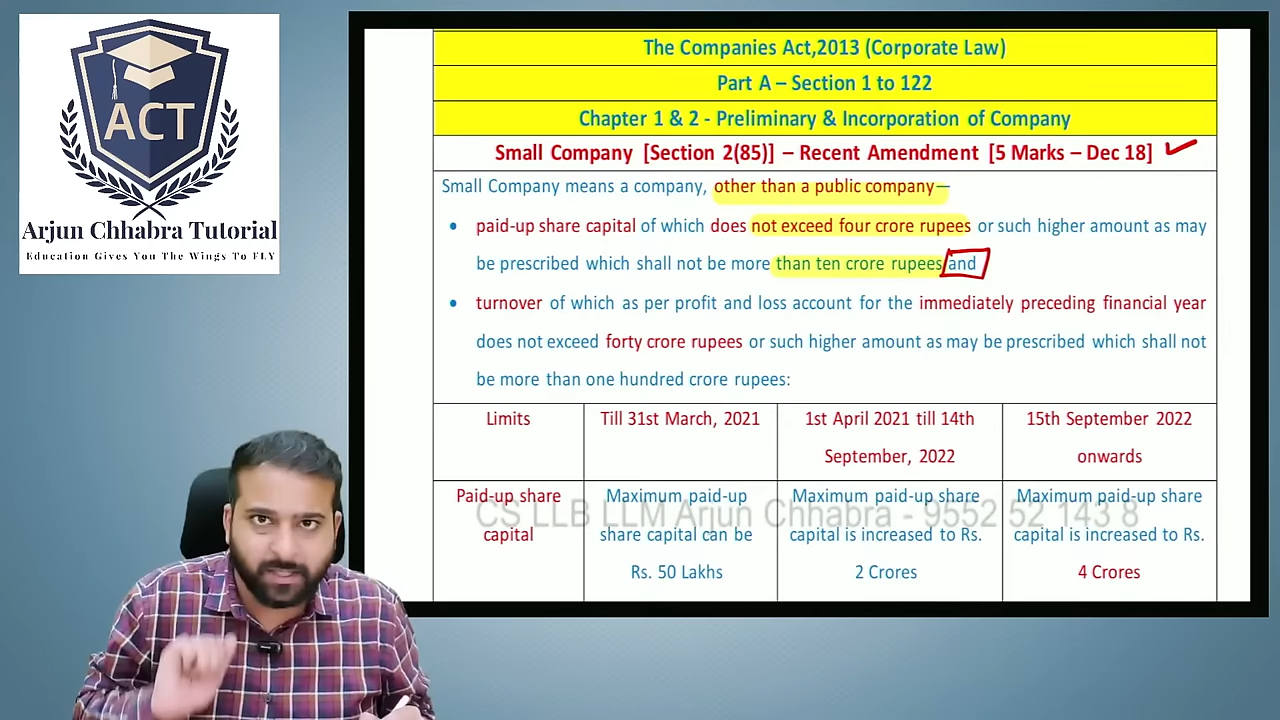 ACT
Arjun Chhabra Tutorial
Education Gives You The Wings To FLY
The Companies Act,2013 (Corporate Law)
Part A – Section 1 to 122
Chapter 1 & 2 - Preliminary & Incorporation of Company
Small Company [Section 2(85)] – Recent Amendment [5 Marks – Dec 18]
Small Company means a company, other than a public company—
• paid-up share capital of which does not exceed four crore rupees or such higher amount as may
be prescribed which shall not be more than ten crore rupees and
• turnover of which as per profit and loss account for the immediately preceding financial year
does not exceed forty crore rupees or such higher amount as may be prescribed which shall not
be more than one hundred crore rupees:
Limits
Till 31st March, 2021
1st April 2021 till 14th
September, 2022
15th September 2022
onwards
Paid-up share
capital
Maximum paid-up
share capital can be
Rs. 50 Lakhs
Maximum paid-up share
capital is increased to Rs.
2 Crores
Maximum paid-up share
capital is increased to Rs.
4 Crores
CS LLB LLM Arjun Chhabra - 9552 52 143 8